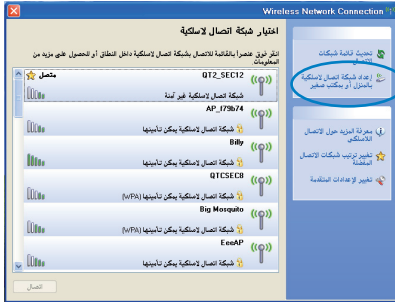 Wireless Network Connection
اختيار شبكة اتصال لاسلكية
انقر فوق عنصراً بالقائمة للاتصال بشبكة اتصال لاسلكية داخل النطاق أو للحصول على مزيد من
المعلومات
QT2_SEC12
متصل
شبكة اتصال لاسلكية غير آمنة
AP_f79b74
شبكة اتصال لاسلكية يمكن تأمينها
Billy
شبكة اتصال لاسلكية يمكن تأمينها
QTCSEC8
شبكة اتصال لاسلكية يمكن تأمينها (WPA)
Big Mosquito
شبكة اتصال لاسلكية يمكن تأمينها (WPA)
EeeAP
شبكة اتصال لاسلكية يمكن تأمينها (WPA)
اتصال
تحديث قائمة شبكات
الاتصال
إعداد شبكة اتصال لاسلكية
بالمنزل أو بمكتب صغير
معرفة المزيد حول الاتصال
اللاسلكي
تغيير ترتيب شبكات الاتصال
المفضلة
تغيير الإعدادات المتقدمة